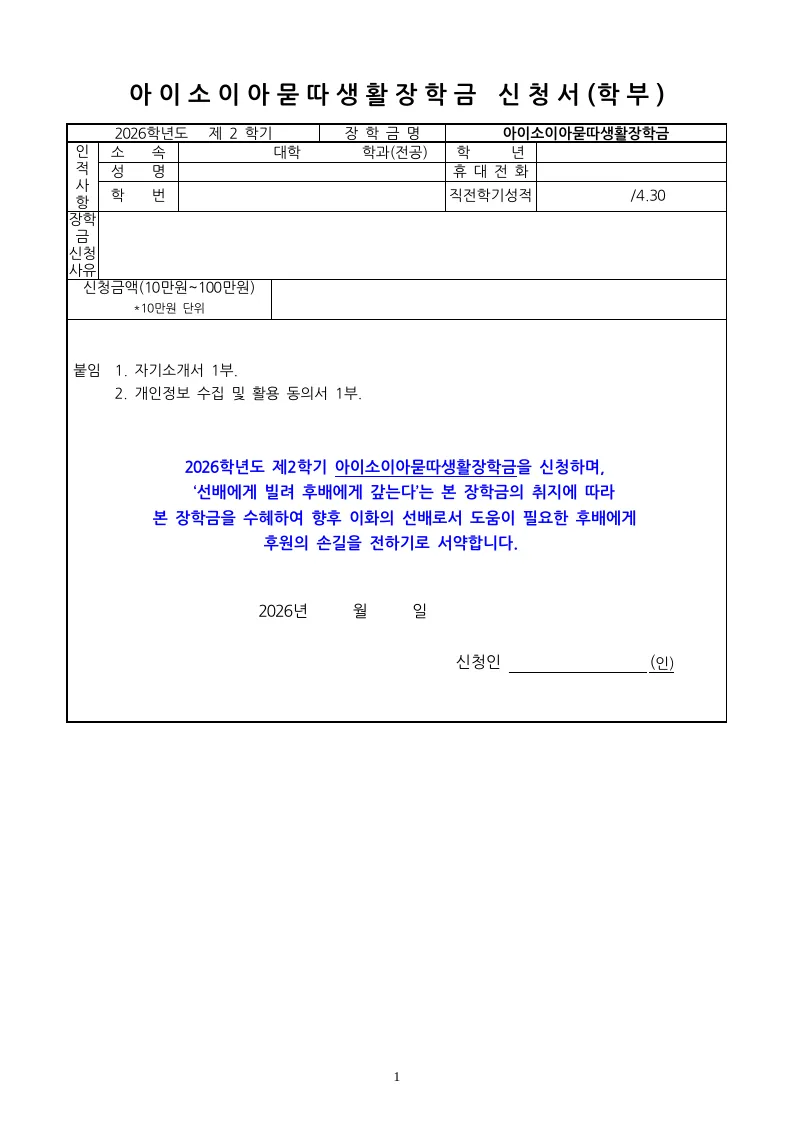 아이소이아묻따생활장학금 신청서(학부)
2026학년도 제 2 학기 장 학 금 명 아이소이아묻따생활장학금
인적사항
소 속 대학 학과(전공) 학 년
성 명 휴 대 전 화
학 번 직전학기성적 /4.30
장학금
신청
사유
신청금액(10만원~100만원)
*10만원 단위
붙임 1. 자기소개서 1부.
2. 개인정보 수집 및 활용 동의서 1부.
2026학년도 제2학기 아이소이아묻따생활장학금을 신청하며,
‘선배에게 빌려 후배에게 갚는다’는 본 장학금의 취지에 따라
본 장학금을 수혜하여 향후 이화의 선배로서 도움이 필요한 후배에게
후원의 손길을 전하기로 서약합니다.
2026년 월 일
신청인 (인)
1